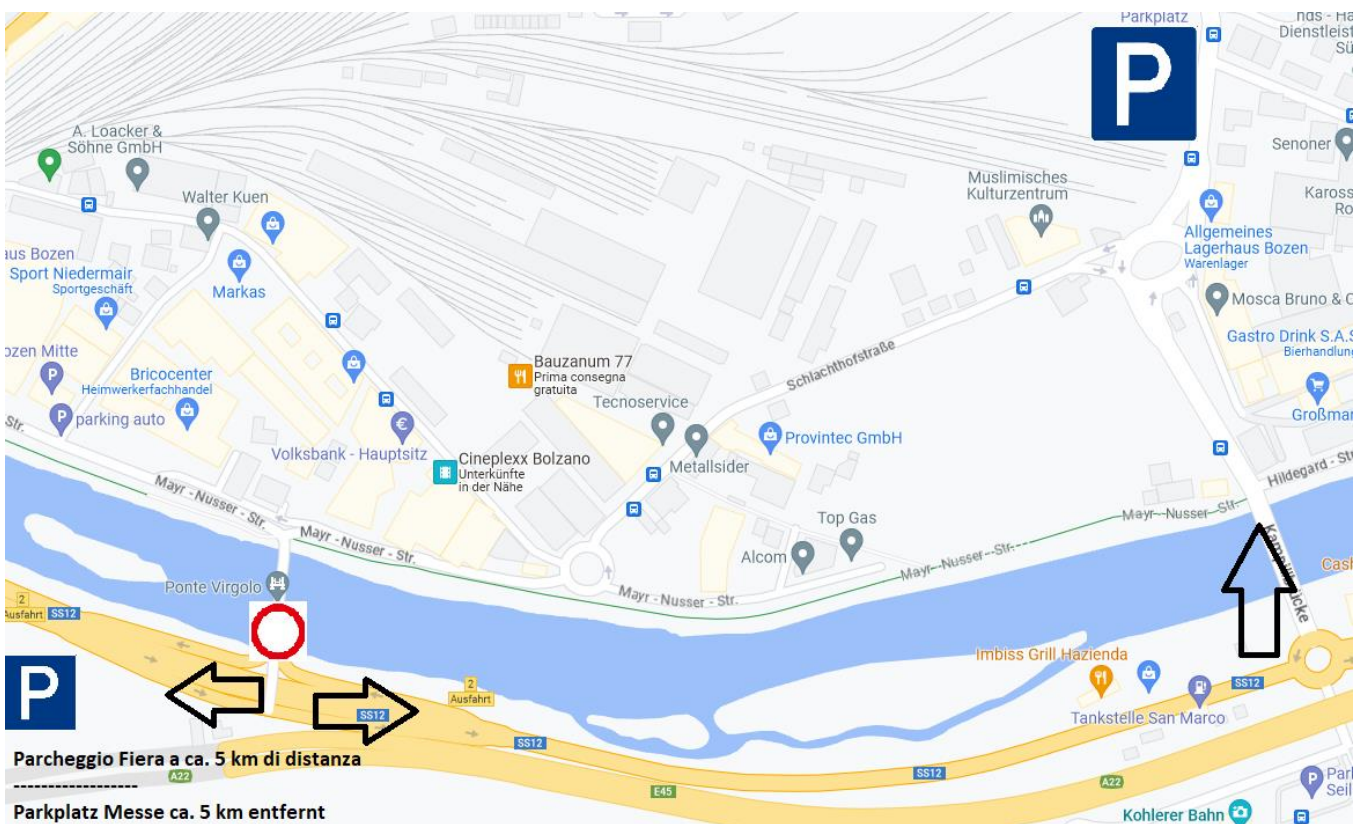 Parkplatz
P
nds - Ha
Dienstleist
Sü
A. Loacker &
Söhne GmbH
Senoner
Walter Kuen
Muslimisches
Kulturzentrum
Kaross
Ro
Allgemeines
Lagerhaus Bozen
Warenlager
aus Bozen
Sport Niedermair
Sportgeschäft
Markas
Mosca Bruno & C
Gastro Drink S.A.S
Bierhandlung
ozen Mitte
P
Bricocenter
Heimwerkerfachhandel
Bauzanum 77
Prima consegna
gratuita
Schlachthofstraße
Tecnoservice
P parking auto
Großmar
Str.
€
Volksbank - Hauptsitz
Provintec GmbH
Cineplexx Bolzano
Unterkünfte
in der Nähe
Metallsider
Hildegard - Str
Mayr - Nusser - Str.
Top Gas
Mayr - Nusser - Str.
Mayr - Nusser - Str.
Alcom
Mayr - Nusser - Str.
Mayr - Nusser - Str.
Cash
Ponte Virgolo
2
Ausfahrt SS12
Imbiss Grill Hazienda
P
2
Ausfahrt
SS12
SS12
SS12
SS12
Tankstelle San Marco
Parcheggio Fiera a ca. 5 km di distanza
A22
A22
E45
P Parl
Seil
------------------
Parkplatz Messe ca. 5 km entfernt
Kohlerer Bahn